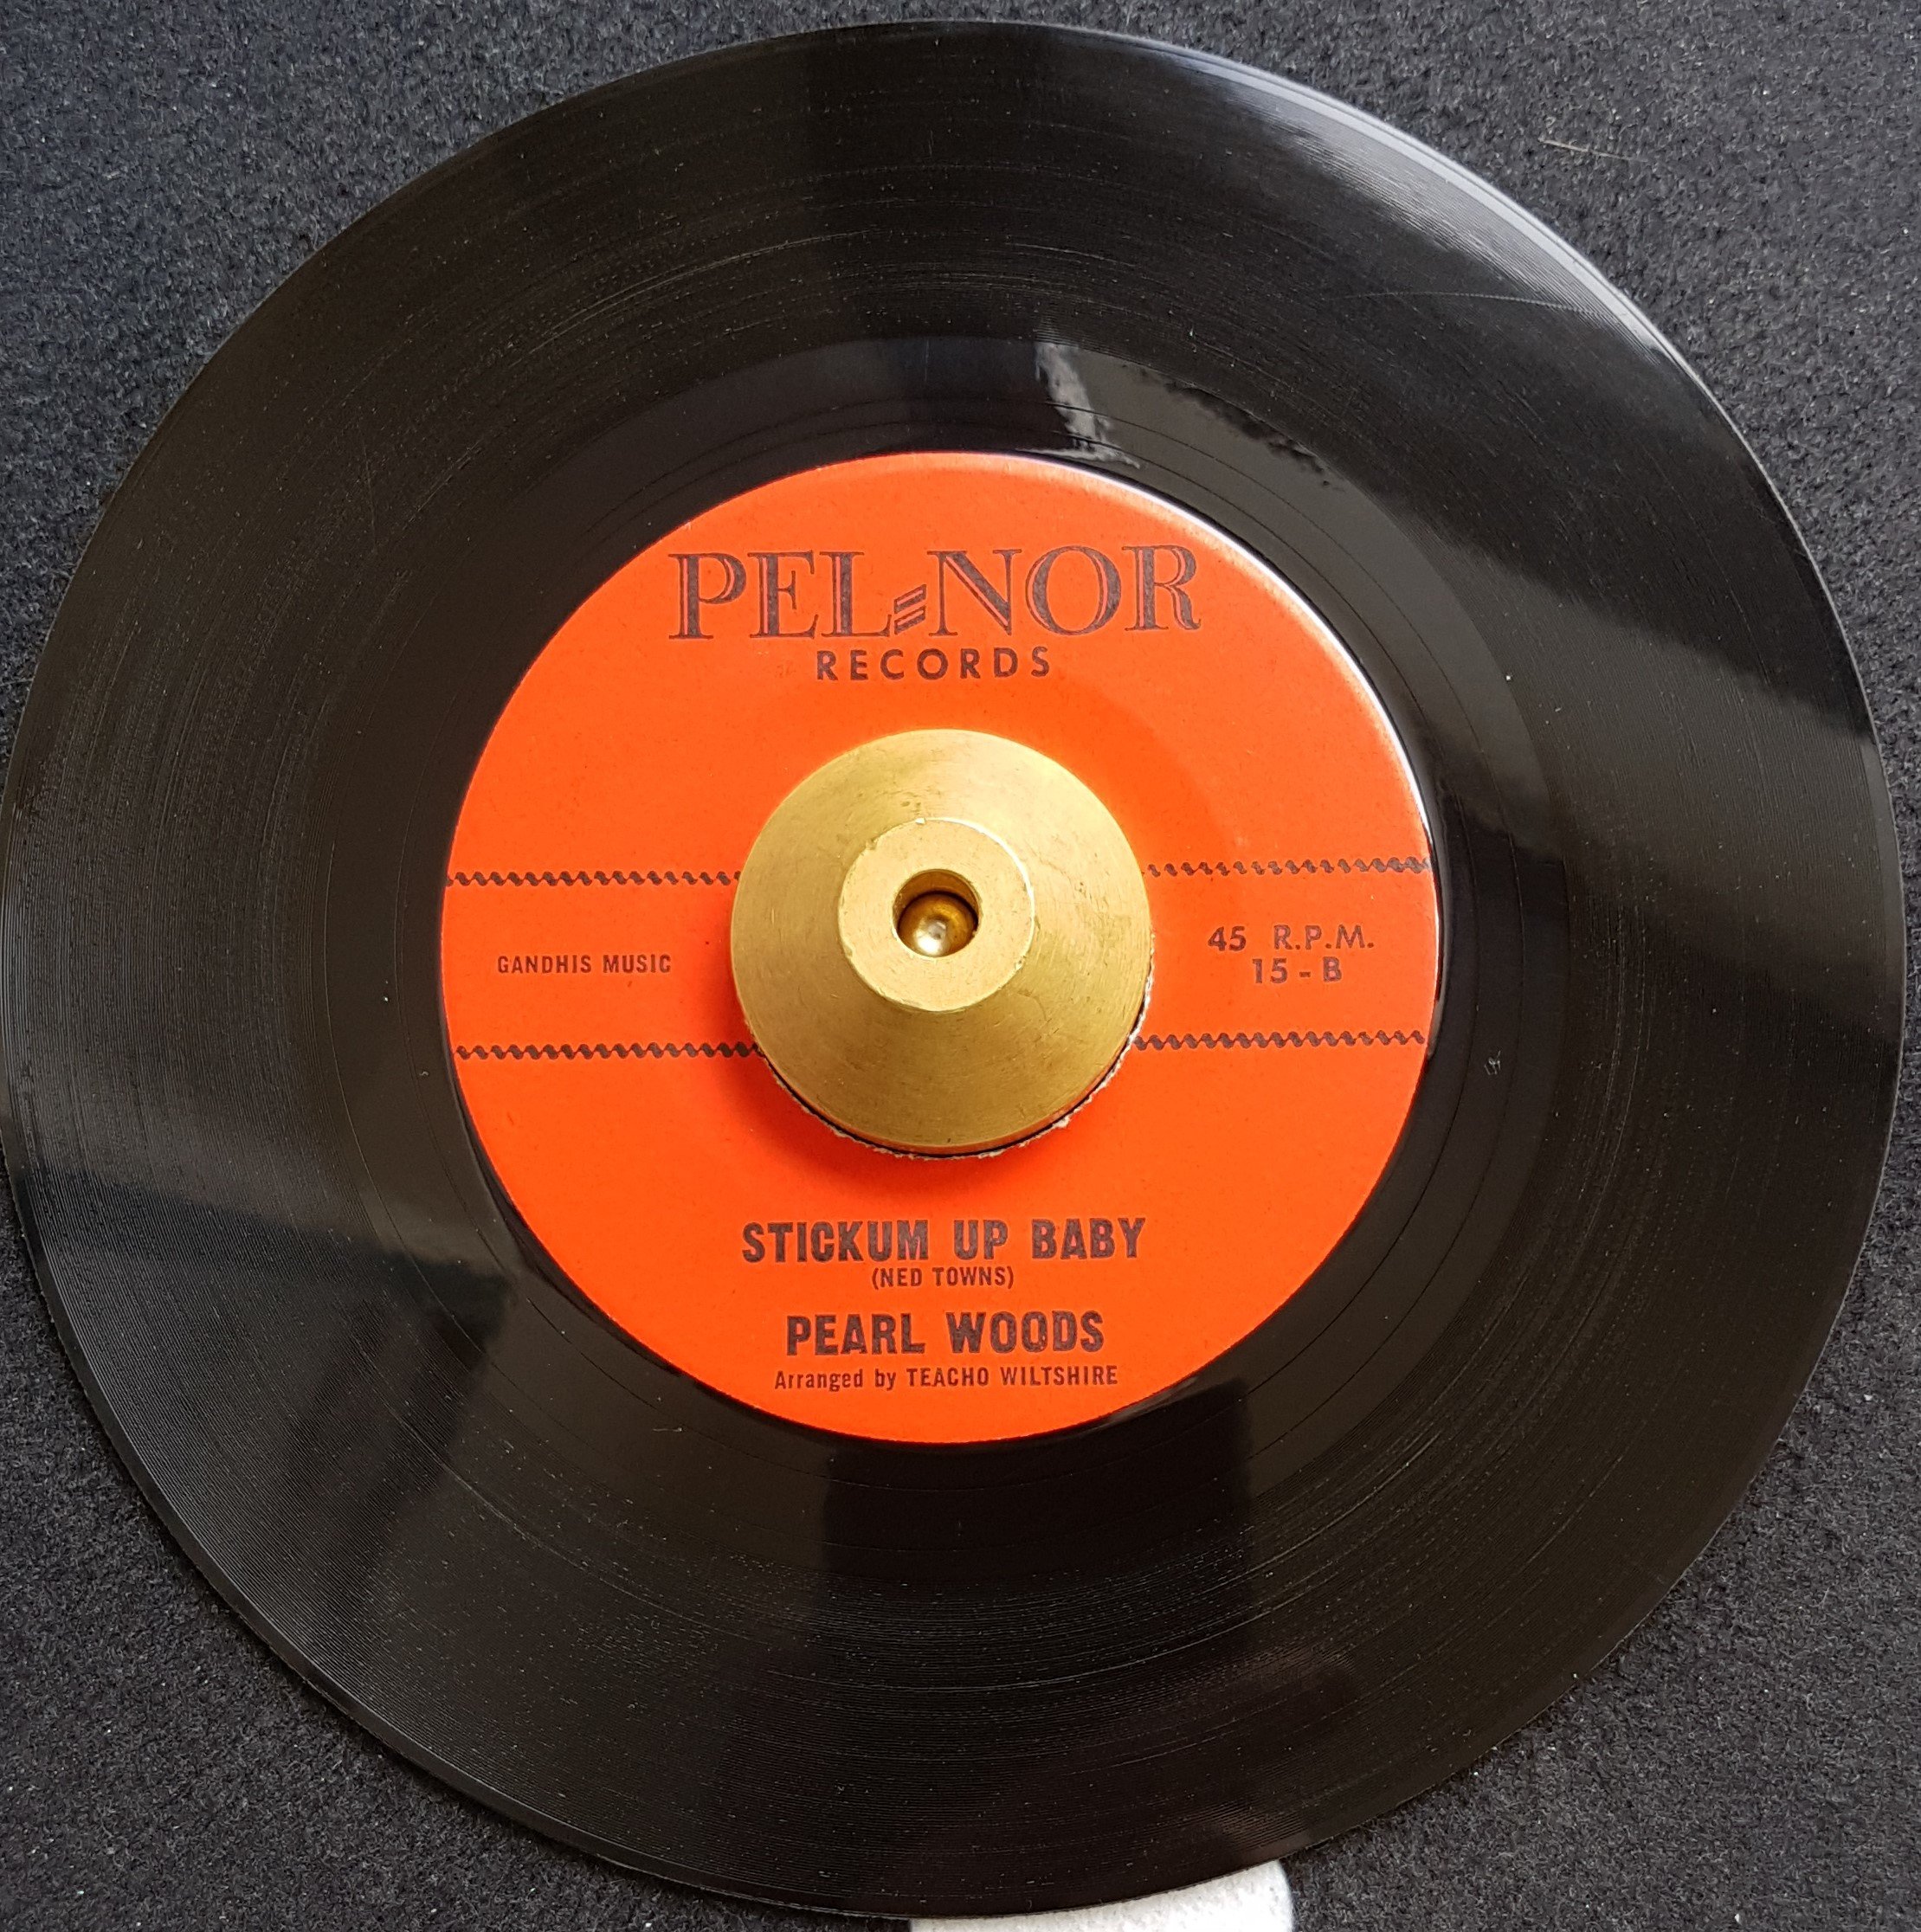 PEL=NOR
RECORDS
GANDHIS MUSIC
45 R.P.M.
15-B
STICKUM UP BABY
(NED TOWNS)
PEARL WOODS
Arranged by TEACHO WILTSHIRE